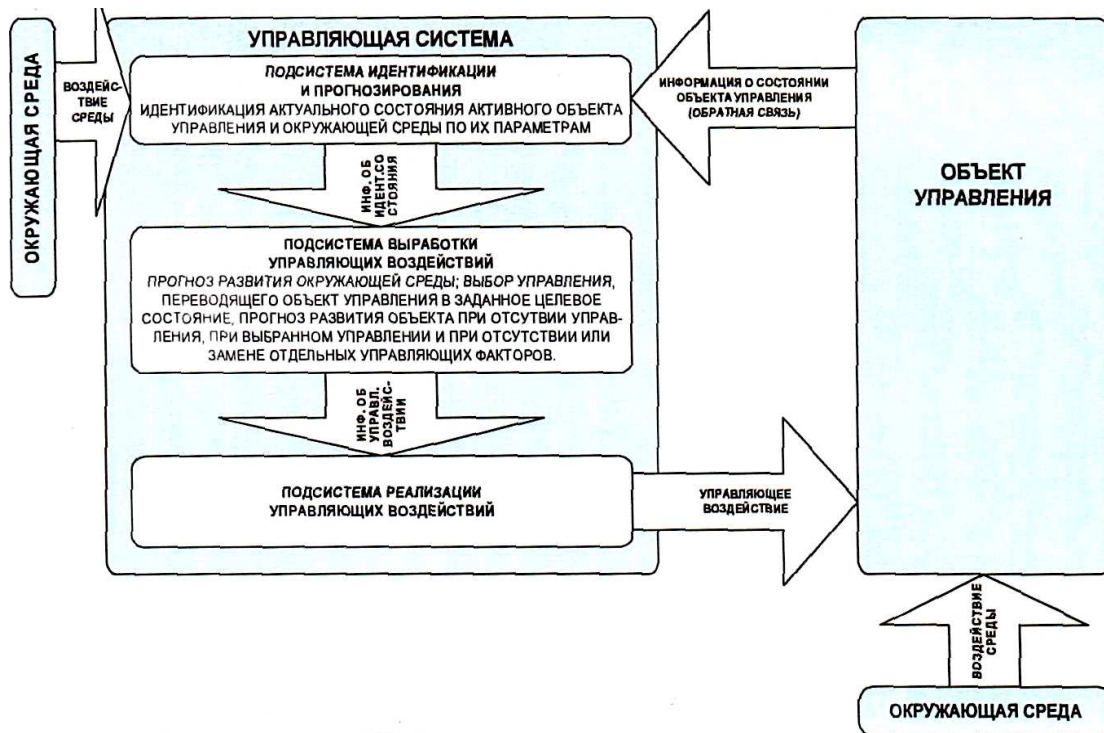 ОКРУЖАЮЩАЯ СРЕДА
ВОЗДЕЙС-
ТВИЕ
СРЕДЫ
УПРАВЛЯЮЩАЯ СИСТЕМА
ПОДСИСТЕМА ИДЕНТИФИКАЦИИ
И ПРОГНОЗИРОВАНИЯ
ИДЕНТИФИКАЦИЯ АКТУАЛЬНОГО СОСТОЯНИЯ АКТИВНОГО ОБЪЕКТА
УПРАВЛЕНИЯ И ОКРУЖАЮЩЕЙ СРЕДЫ ПО ИХ ПАРАМЕТРАМ
ИНФОРМАЦИЯ О СОСТОЯНИИ
ОБЪЕКТА УПРАВЛЕНИЯ
(ОБРАТНАЯ СВЯЗЬ)
ОБЪЕКТ
УПРАВЛЕНИЯ
ИНФ. ОБ
ИДЕНТ.СО
СТОЯНИЯ
ПОДСИСТЕМА ВЫРАБОТКИ
УПРАВЛЯЮЩИХ ВОЗДЕЙСТВИЙ
ПРОГНОЗ РАЗВИТИЯ ОКРУЖАЮЩЕЙ СРЕДЫ; ВЫБОР УПРАВЛЕНИЯ,
ПЕРЕВОДЯЩЕГО ОБЪЕКТ УПРАВЛЕНИЯ В ЗАДАННОЕ ЦЕЛЕВОЕ
СОСТОЯНИЕ, ПРОГНОЗ РАЗВИТИЯ ОБЪЕКТА ПРИ ОТСУТВИИ УПРАВ-
ЛЕНИЯ, ПРИ ВЫБРАННОМ УПРАВЛЕНИИ И ПРИ ОТСУТСТВИИ ИЛИ
ЗАМЕНЕ ОТДЕЛЬНЫХ УПРАВЛЯЮЩИХ ФАКТОРОВ.
ИНФ. ОБ
УПРАВЛ.
ВОЗДЕЙС-
ТВИИ
ПОДСИСТЕМА РЕАЛИЗАЦИИ
УПРАВЛЯЮЩИХ ВОЗДЕЙСТВИЙ
УПРАВЛЯЮЩЕЕ
ВОЗДЕЙСТВИЕ
ВОЗДЕЙСТВИЕ
СРЕДЫ
ОКРУЖАЮЩАЯ СРЕДА